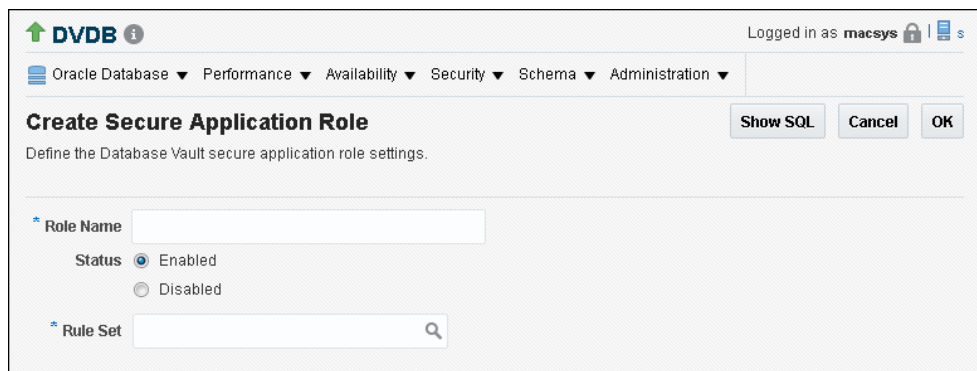 DVDB
Logged in as macsys | s
Oracle Database Performance Availability Security Schema Administration
Create Secure Application Role
Show SQL Cancel OK
Define the Database Vault secure application role settings.
* Role Name
Status Enabled
Disabled
* Rule Set